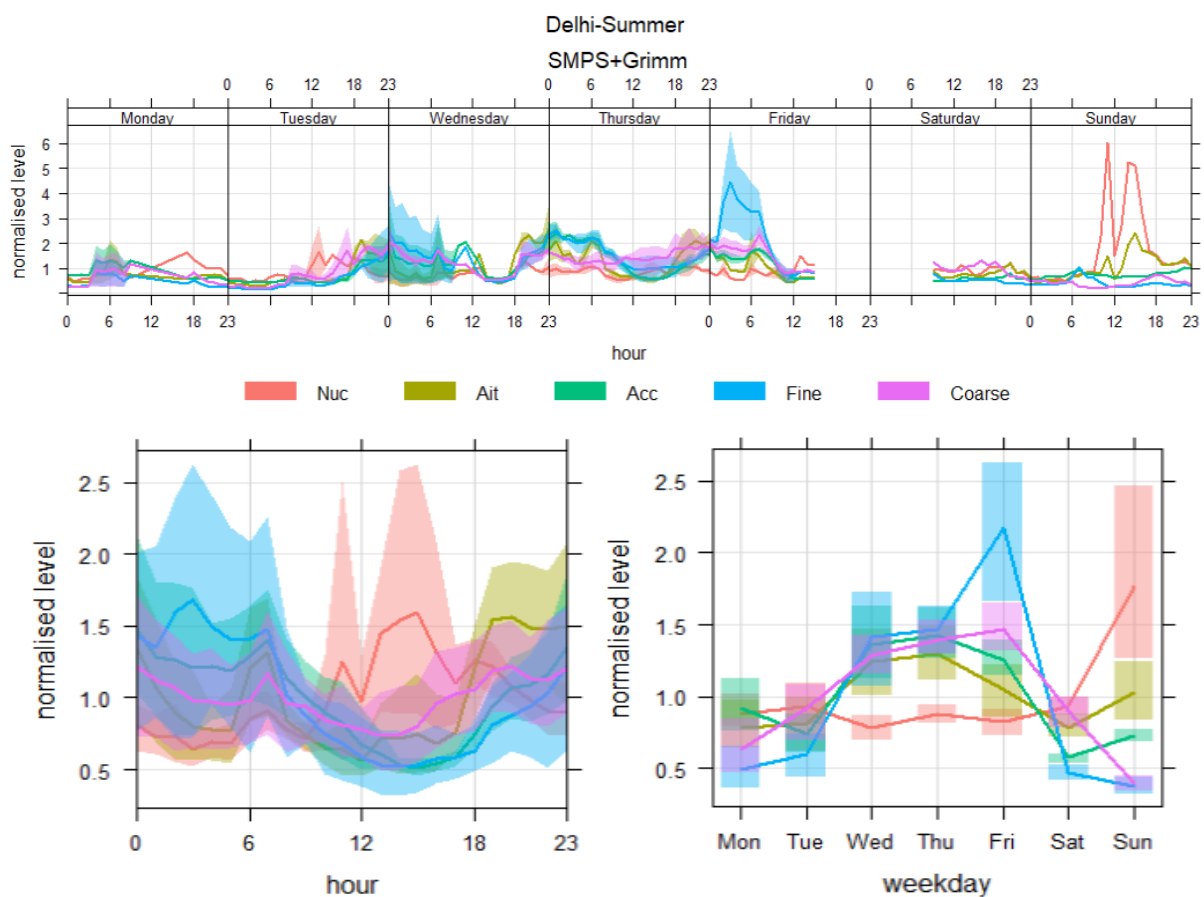 Delhi-Summer
SMPS+Grimm
0 6 12 18 23 0 6 12 18 23 0 6 12 18 23
Monday Tuesday Wednesday Thursday Friday Saturday Sunday
normalised level
6
5
4
3
2
1
0 6 12 18 23 0 6 12 18 23 0 6 12 18 23 0 6 12 18 23
hour
Nuc Ait Acc Fine Coarse
normalised level
2.5
2.0
1.5
1.0
0.5
0 6 12 18 23
hour
normalised level
2.5
2.0
1.5
1.0
0.5
Mon Tue Wed Thu Fri Sat Sun
weekday